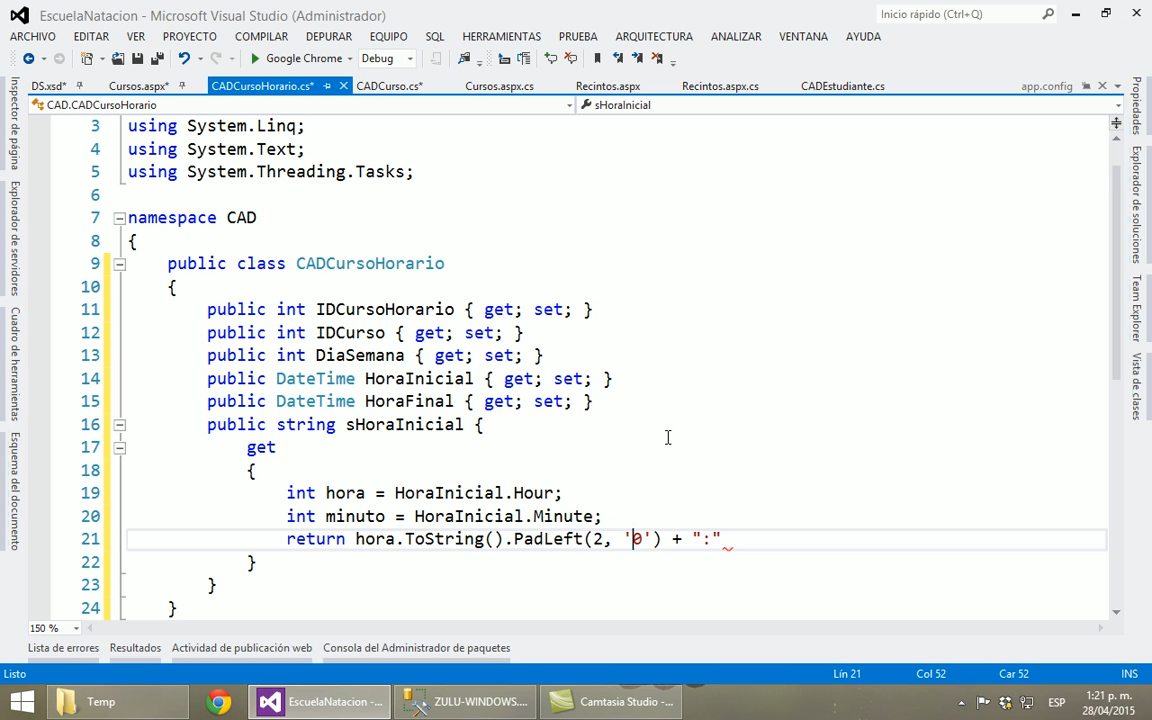 EscuelaNatacion - Microsoft Visual Studio (Administrador)
Inicio rápido (Ctrl+Q)
ARCHIVO EDITAR VER PROYECTO COMPILAR DEPURAR EQUIPO SQL HERRAMIENTAS PRUEBA ARQUITECTURA ANALIZAR VENTANA AYUDA
Google Chrome Debug
DS.xsd* Cursos.aspx* CADCursoHorario.cs* CADCurso.cs* Cursos.aspx.cs Recintos.aspx Recintos.aspx.cs CADEstudiante.cs app.config
CAD.CADCursoHorario sHoraInicial
Inspector de página
Explorador de servidores
Cuadro de herramientas
Esquema del documento
3 using System.Linq;
4 using System.Text;
5 using System.Threading.Tasks;
6
7 namespace CAD
8 {
9 public class CADCursoHorario
10 {
11 public int IDCursoHorario { get; set; }
12 public int IDCurso { get; set; }
13 public int DiaSemana { get; set; }
14 public DateTime HoraInicial { get; set; }
15 public DateTime HoraFinal { get; set; }
16 public string sHoraInicial {
17 get
18 {
19 int hora = HoraInicial.Hour;
20 int minuto = HoraInicial.Minute;
21 return hora.ToString().PadLeft(2, '0') + ":"
22 }
23 }
24 }
Propiedades
Explorador de soluciones
Team Explorer
Vista de clases
150 %
Lista de errores Resultados Actividad de publicación web Consola del Administrador de paquetes
Listo Lín 21 Col 52 Car 52 INS
Temp EscuelaNatacion -... ZULU-WINDOWS.... Camtasia Studio -... ESP 1:21 p. m.
28/04/2015